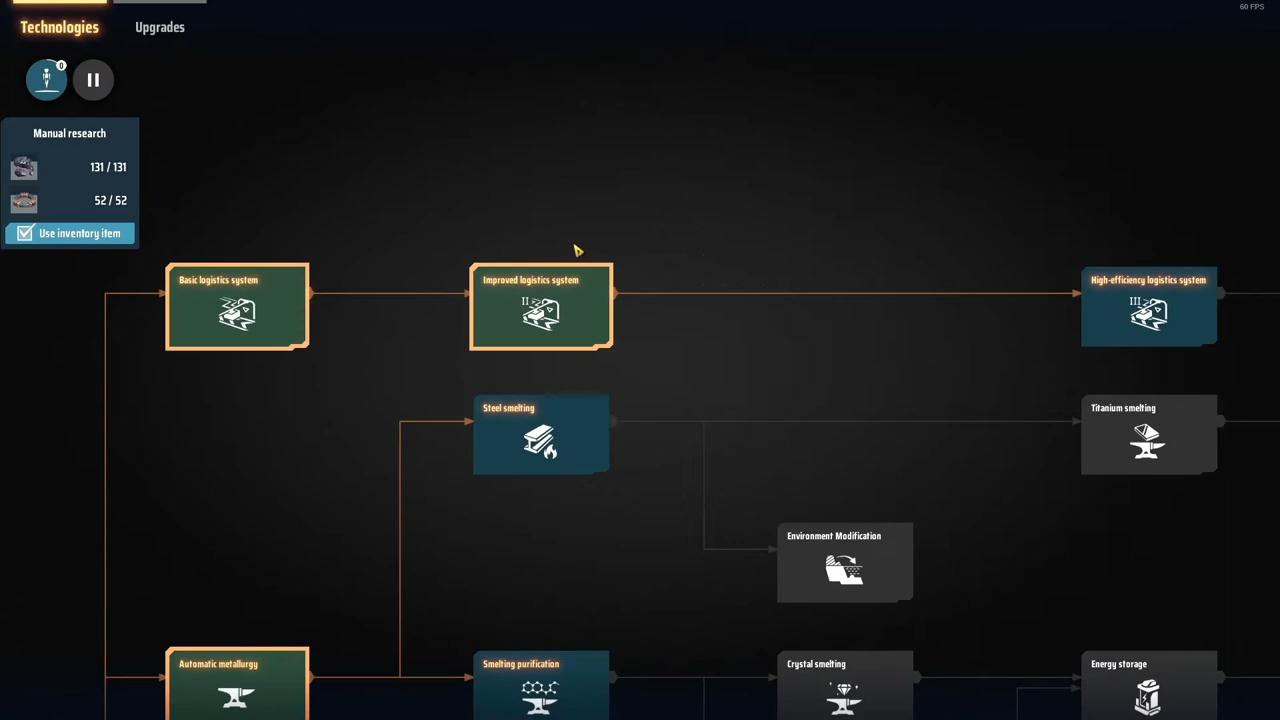 60 FPS
Technologies
Upgrades
0
Manual research
131 / 131
52 / 52
Use inventory item
Basic logistics system
Improved logistics system
II
High-efficiency logistics system
III
Steel smelting
Titanium smelting
Environment Modification
Automatic metallurgy
Smelting purification
Crystal smelting
Energy storage